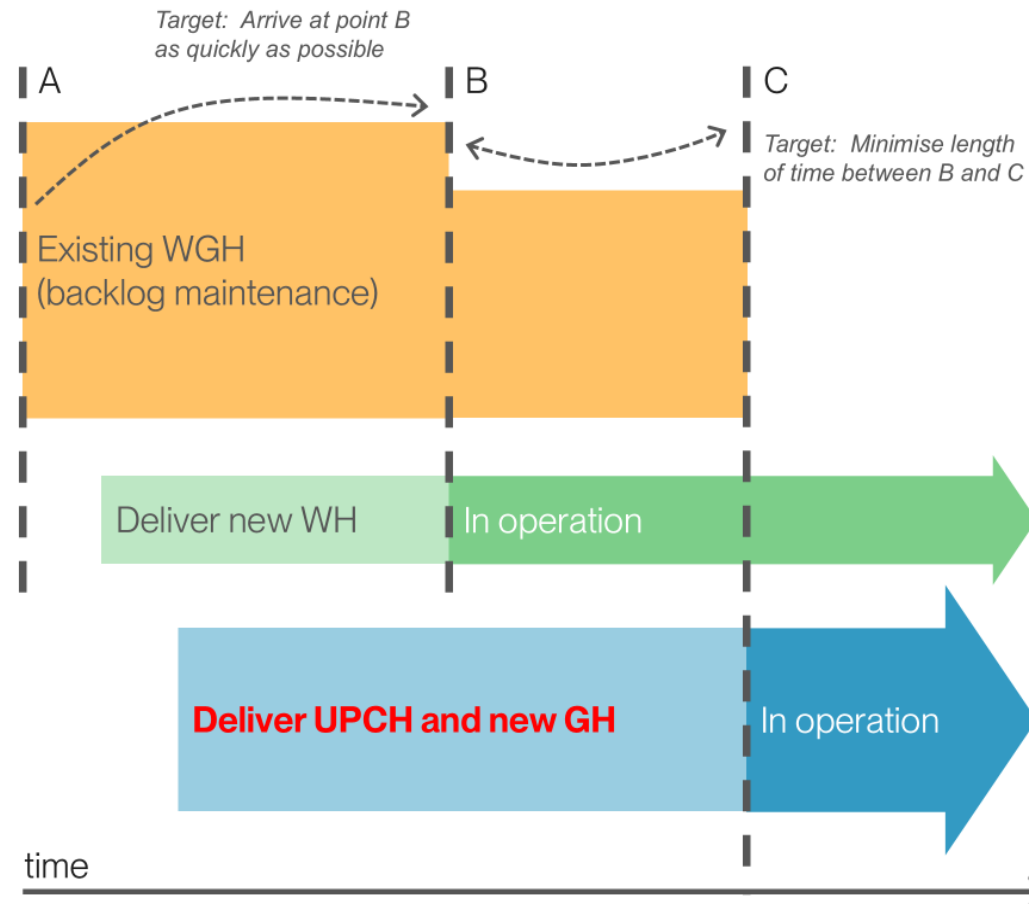 Target:  Arrive at point B
as quickly as possible
A
B
C
Target:  Minimise length
of time between B and C
Existing WGH
(backlog maintenance)
Deliver new WH
In operation
Deliver UPCH and new GH
In operation
time